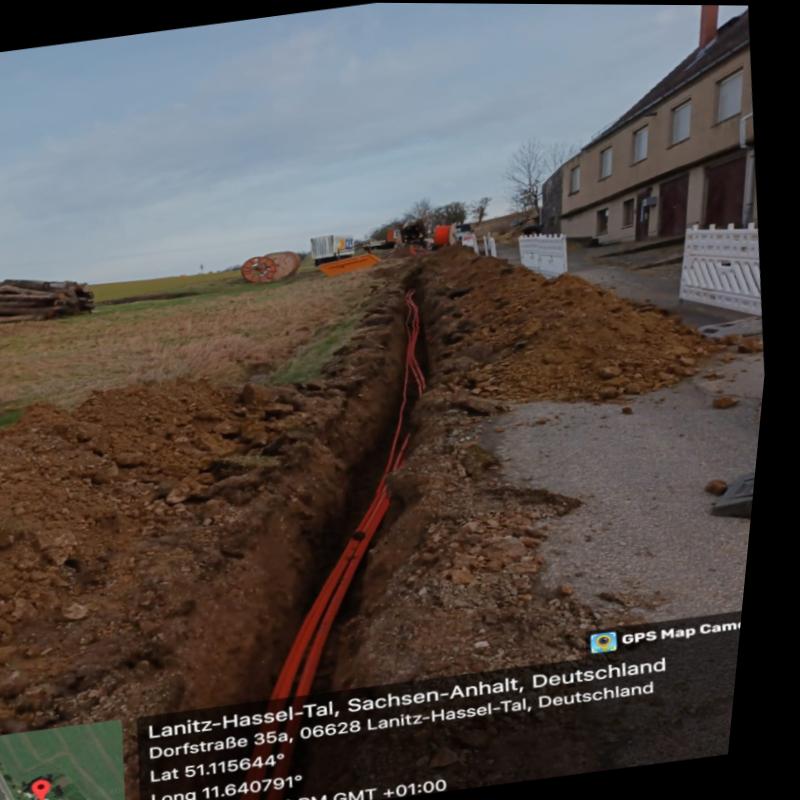 GPS Map Came
Lanitz-Hassel-Tal, Sachsen-Anhalt, Deutschland
Dorfstraße 35a, 06628 Lanitz-Hassel-Tal, Deutschland
Lat 51.115644°
Long 11.640791°
PM GMT +01:00